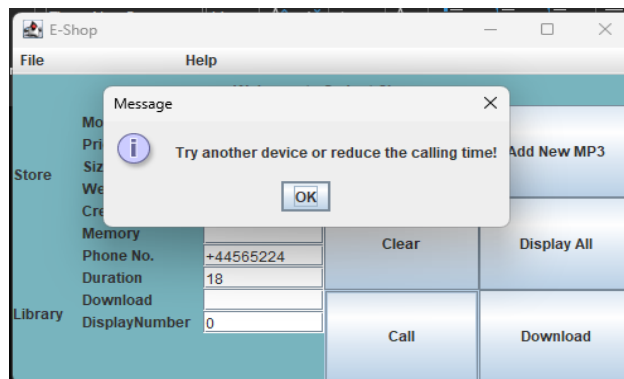 E-Shop
File Help
Message
Try another device or reduce the calling time!
OK
Store
Library
Memory
Phone No. +44565224
Duration 18
Download
DisplayNumber 0
Add New MP3
Clear
Display All
Call
Download